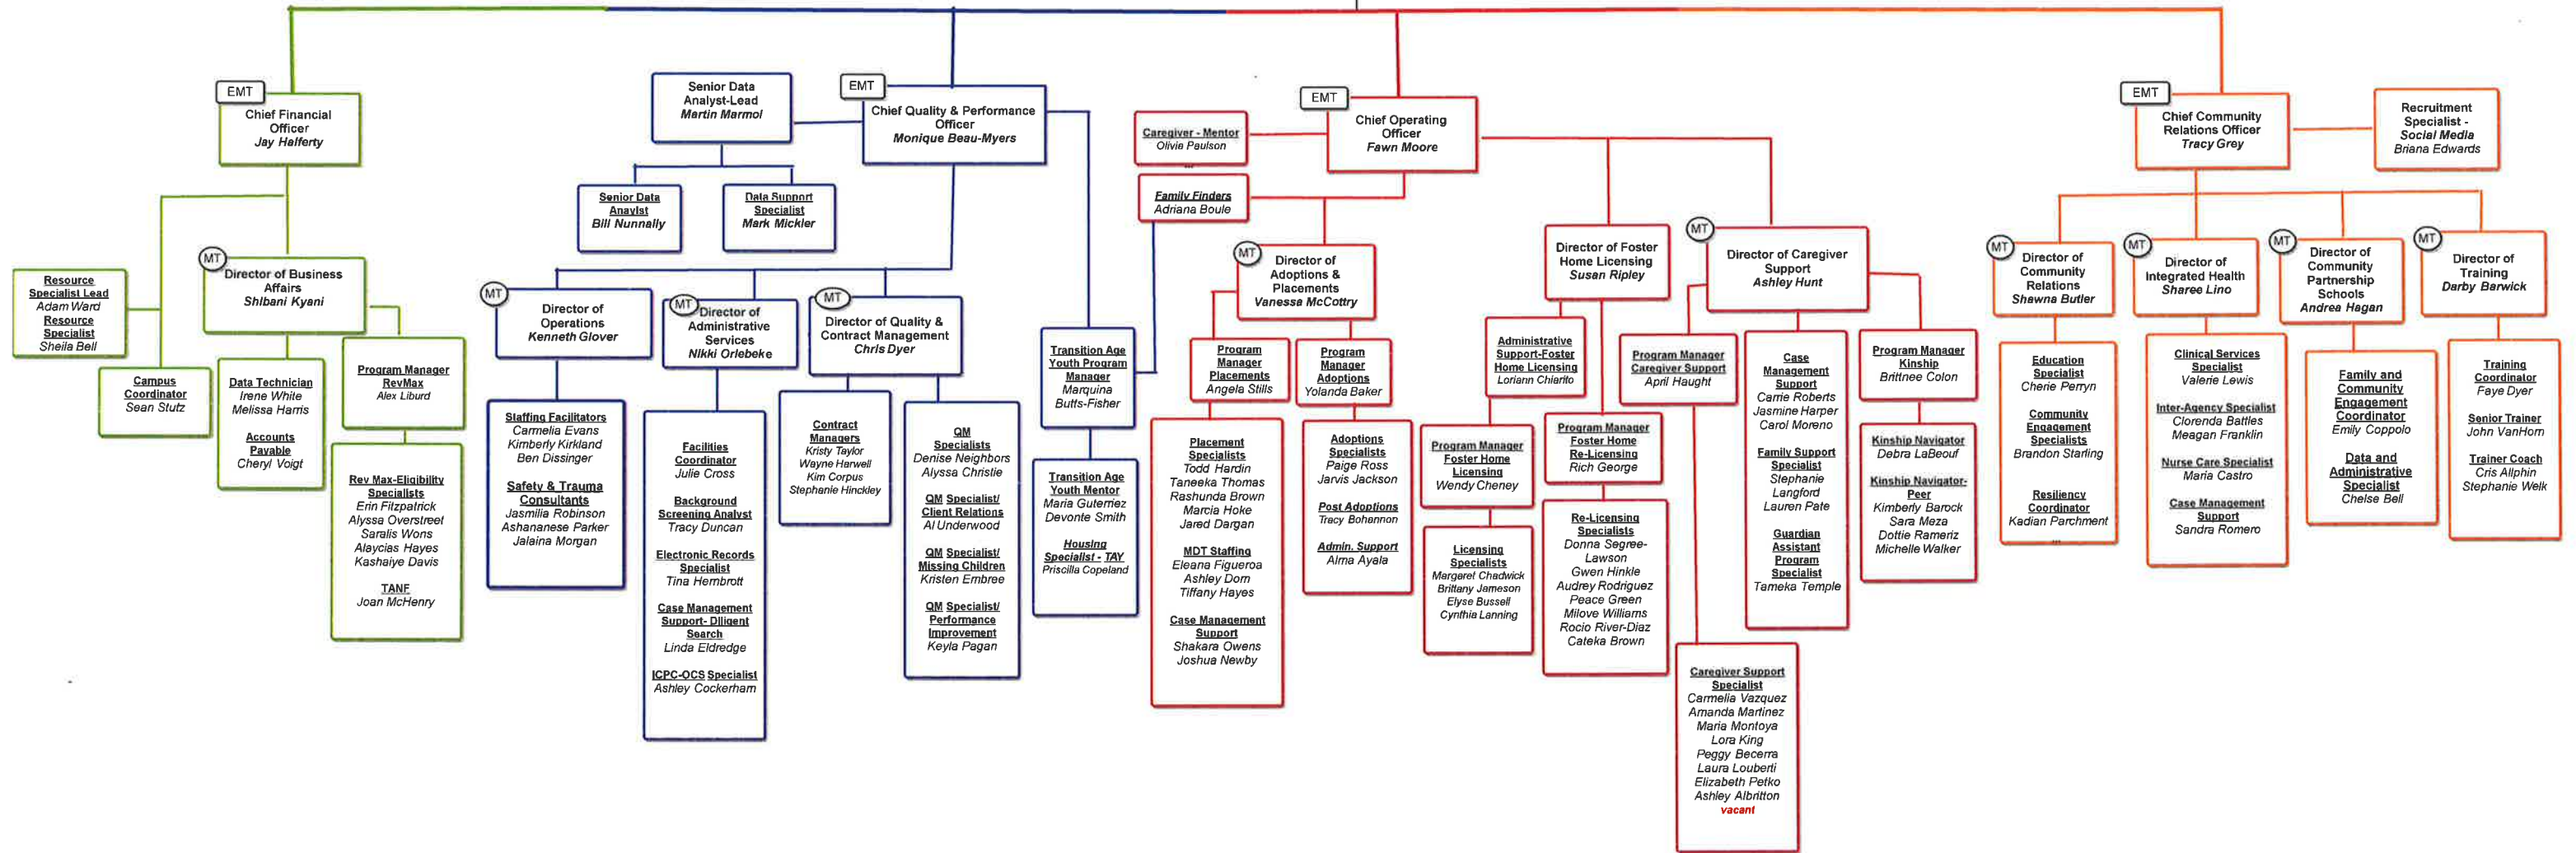 EMT
Chief Financial
Officer
Jay Halferty
Resource
Specialist Lead
Adam Ward
Resource
Specialist
Sheila Bell
Campus
Coordinator
Sean Stutz
MT
Director of Business
Affairs
Shibani Kyani
Data Technician
Irene White
Melissa Harris
Accounts
Payable
Cheryl Voigt
Program Manager
RevMax
Alex Liburd
Rev Max-Eligibility
Specialists
Erin Fitzpatrick
Alyssa Overstreet
Saralis Wons
Alaycias Hayes
Kashaiye Davis
TANF
Joan McHenry
Senior Data
Analyst-Lead
Martin Marmol
Senior Data
Anaylst
Bill Nunnally
Data Support
Specialist
Mark Mickler
EMT
Chief Quality & Performance
Officer
Monique Beau-Myers
MT
Director of
Operations
Kenneth Glover
Staffing Facilitators
Carmelia Evans
Kimberly Kirkland
Ben Dissinger
Safety & Trauma
Consultants
Jasmilia Robinson
Ashananese Parker
Jalaina Morgan
MT
Director of
Administrative
Services
Nikki Orlebeke
Facilities
Coordinator
Julie Cross
Background
Screening Analyst
Tracy Duncan
Electronic Records
Specialist
Tina Hembrott
Case Management
Support- Diligent
Search
Linda Eldredge
ICPC-OCS Specialist
Ashley Cockerham
MT
Director of Quality &
Contract Management
Chris Dyer
Contract
Managers
Kristy Taylor
Wayne Harwell
Kim Corpus
Stephanie Hinckley
QM
Specialists
Denise Neighbors
Alyssa Christie
QM Specialist/
Client Relations
Al Underwood
QM Specialist/
Missing Children
Kristen Embree
QM Specialist/
Performance
Improvement
Keyla Pagan
Transition Age
Youth Program
Manager
Marquina
Butts-Fisher
Transition Age
Youth Mentor
Maria Guterriez
Devonte Smith
Housing
Specialist - TAY
Priscilla Copeland
EMT
Chief Operating
Officer
Fawn Moore
Caregiver - Mentor
Olivia Paulson
...
Family Finders
Adriana Boule
MT
Director of
Adoptions &
Placements
Vanessa McCottry
Program
Manager
Placements
Angela Stills
Placement
Specialists
Todd Hardin
Taneeka Thomas
Rashunda Brown
Marcia Hoke
Jared Dargan
MDT Staffing
Eleana Figueroa
Ashley Dorn
Tiffany Hayes
Case Management
Support
Shakara Owens
Joshua Newby
Program
Manager
Adoptions
Yolanda Baker
Adoptions
Specialists
Paige Ross
Jarvis Jackson
Post Adoptions
Tracy Bohannon
Admin. Support
Alma Ayala
Director of Foster
Home Licensing
Susan Ripley
Administrative
Support-Foster
Home Licensing
Loriann Chiarito
Program Manager
Foster Home
Licensing
Wendy Cheney
Licensing
Specialists
Margaret Chadwick
Brittany Jameson
Elyse Bussell
Cynthia Lanning
Program Manager
Foster Home
Re-Licensing
Rich George
Re-Licensing
Specialists
Donna Segree-
Lawson
Gwen Hinkle
Audrey Rodriguez
Peace Green
Milove Williams
Rocio River-Diaz
Cateka Brown
MT
Director of Caregiver
Support
Ashley Hunt
Program Manager
Caregiver Support
April Haught
Caregiver Support
Specialist
Carmelia Vazquez
Amanda Martinez
Maria Montoya
Lora King
Peggy Becerra
Laura Louberti
Elizabeth Petko
Ashley Albritton
vacant
Case
Management
Support
Carrie Roberts
Jasmine Harper
Carol Moreno
Family Support
Specialist
Stephanie
Langford
Lauren Pate
Guardian
Assistant
Program
Specialist
Tameka Temple
Program Manager
Kinship
Brittnee Colon
Kinship Navigator
Debra LaBeouf
Kinship Navigator-
Peer
Kimberly Barock
Sara Meza
Dottie Rameriz
Michelle Walker
EMT
Chief Community
Relations Officer
Tracy Grey
Recruitment
Specialist -
Social Media
Briana Edwards
MT
Director of
Community
Relations
Shawna Butler
Education
Specialist
Cherie Perryn
Community
Engagement
Specialists
Brandon Starling
Resiliency
Coordinator
Kadian Parchment
...
MT
Director of
Integrated Health
Sharee Lino
Clinical Services
Specialist
Valerie Lewis
Inter-Agency Specialist
Clorenda Battles
Meagan Franklin
Nurse Care Specialist
Maria Castro
Case Management
Support
Sandra Romero
MT
Director of
Community
Partnership
Schools
Andrea Hagan
Family and
Community
Engagement
Coordinator
Emily Coppolo
Data and
Administrative
Specialist
Chelse Bell
MT
Director of
Training
Darby Barwick
Training
Coordinator
Faye Dyer
Senior Trainer
John VanHorn
Trainer Coach
Cris Allphin
Stephanie Welk